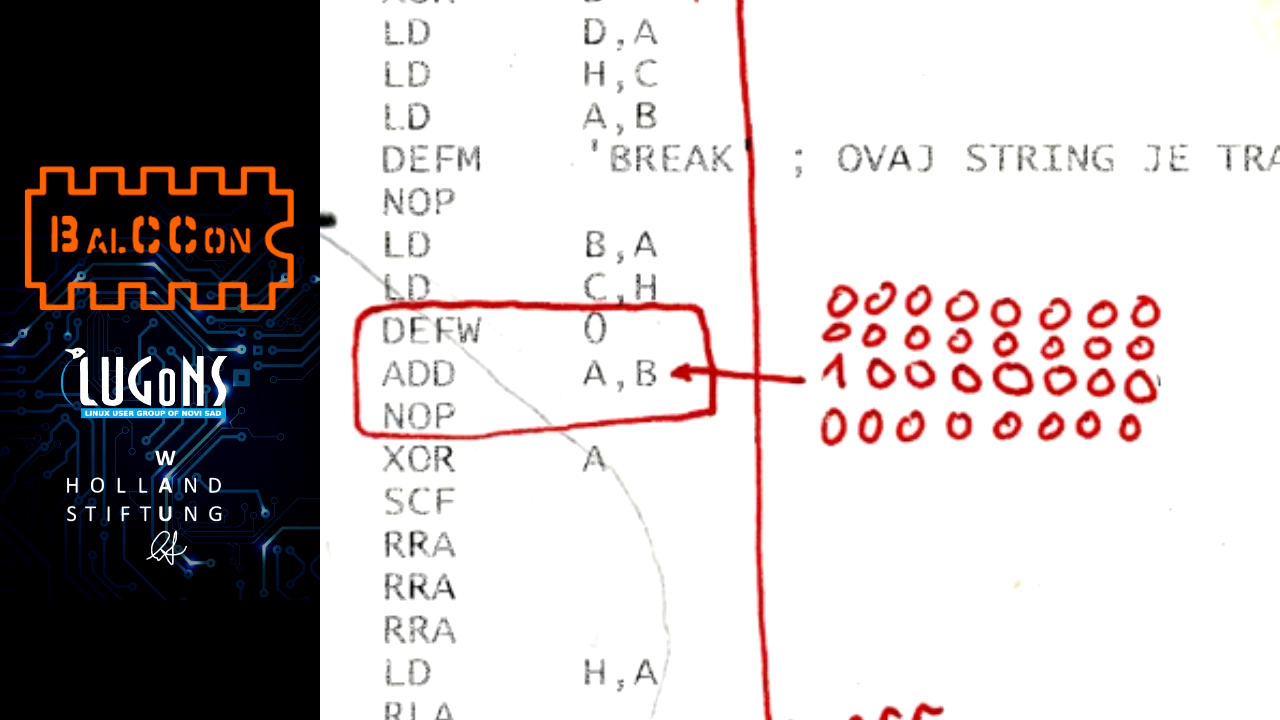 BALCCON
LUGONS
LINUX USER GROUP OF NOVI SAD
W
HOLLAND
STIFTUNG
LD D,A
LD H,C
LD A,B
DEFM 'BREAK' ; OVAJ STRING JE TRA
NOP
LD B,A
LD C,H
DEFW 0
ADD A,B
NOP
XOR A
SCF
RRA
RRA
RRA
LD H,A
RLA
00000000
00000000
10000000
00000000